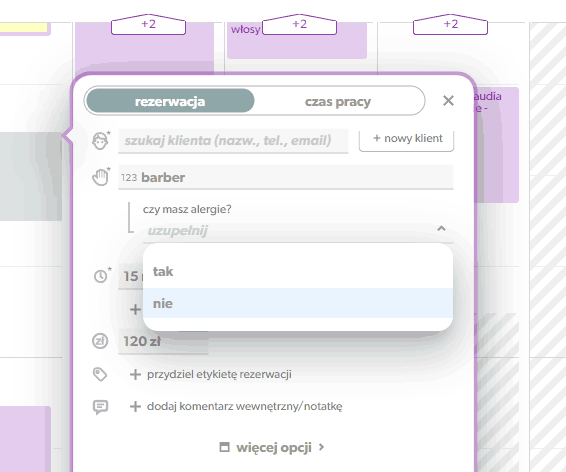 +2
+2
+2
włosy
audia
e -
rezerwacja
czas pracy
szukaj klienta (nazw., tel., email)
+ nowy klient
123 barber
czy masz alergie?
uzupełnij
tak
nie
15
+
zł
120 zł
+ przydziel etykietę rezerwacji
+ dodaj komentarz wewnętrzny/notatkę
więcej opcji >